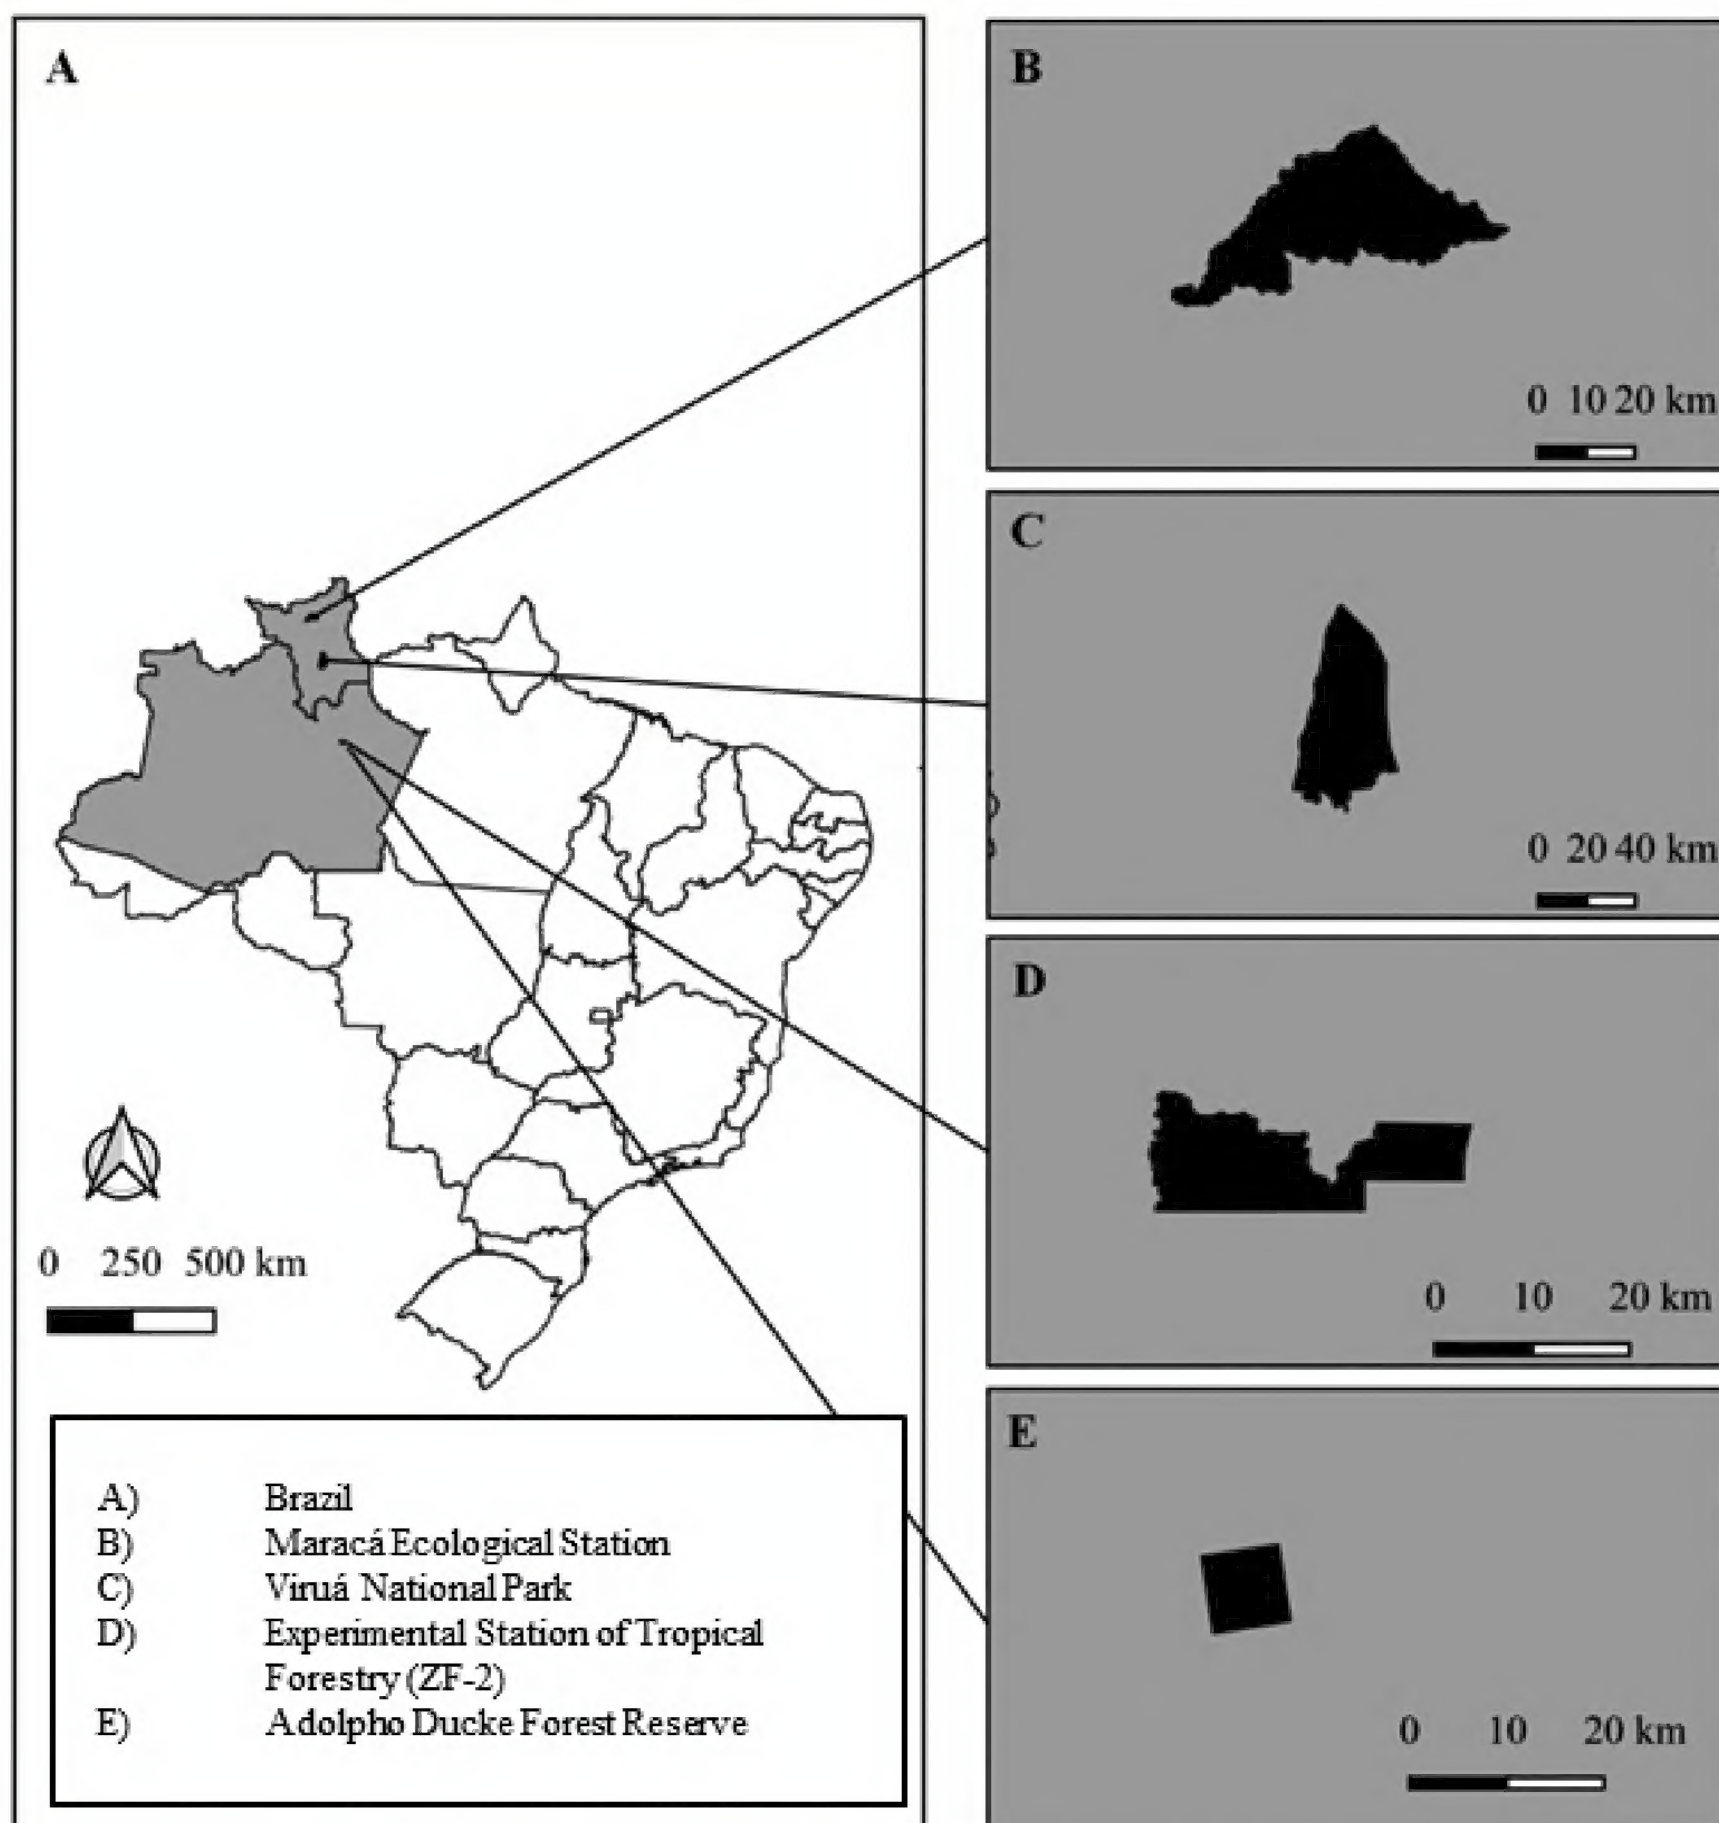 A
0 250 500 km
A) Brazil
B) Maracá Ecological Station
C) Viruá National Park
D) Experimental Station of Tropical
Forestry (ZF-2)
E) Adolpho Ducke Forest Reserve
B
0 10 20 km
C
0 20 40 km
D
0 10 20 km
E
0 10 20 km